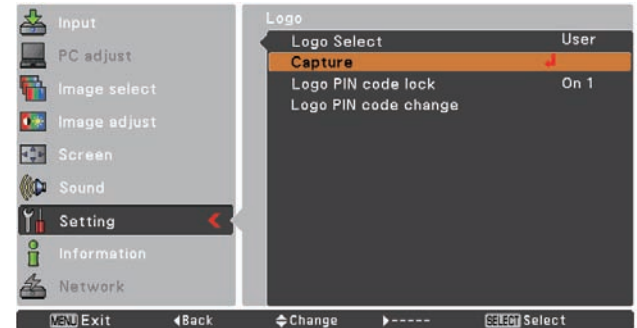 Input
PC adjust
Image select
Image adjust
Screen
Sound
Setting
Information
Network
Logo
Logo Select User
Capture
Logo PIN code lock On 1
Logo PIN code change
MENU Exit Back Change ----- SELECT Select